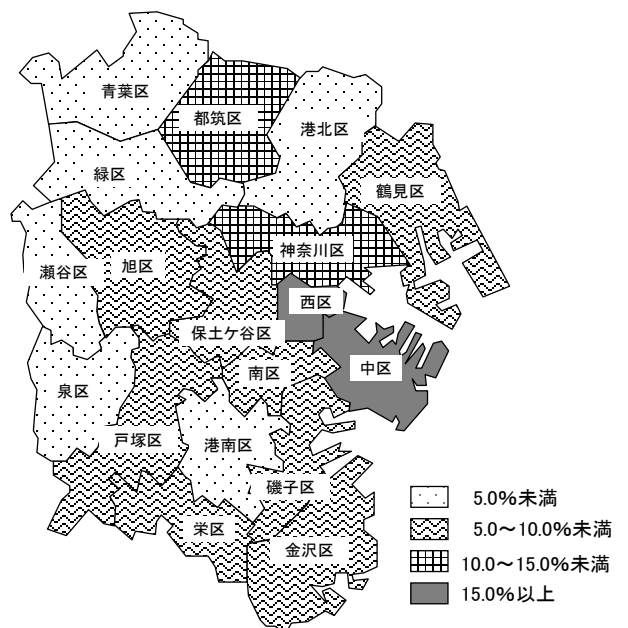 青葉区
都筑区
港北区
緑区
鶴見区
神奈川区
瀬谷区
旭区
西区
保土ケ谷区
中区
南区
泉区
戸塚区
港南区
磯子区
栄区
金沢区
5.0%未満
5.0～10.0%未満
10.0～15.0%未満
15.0%以上